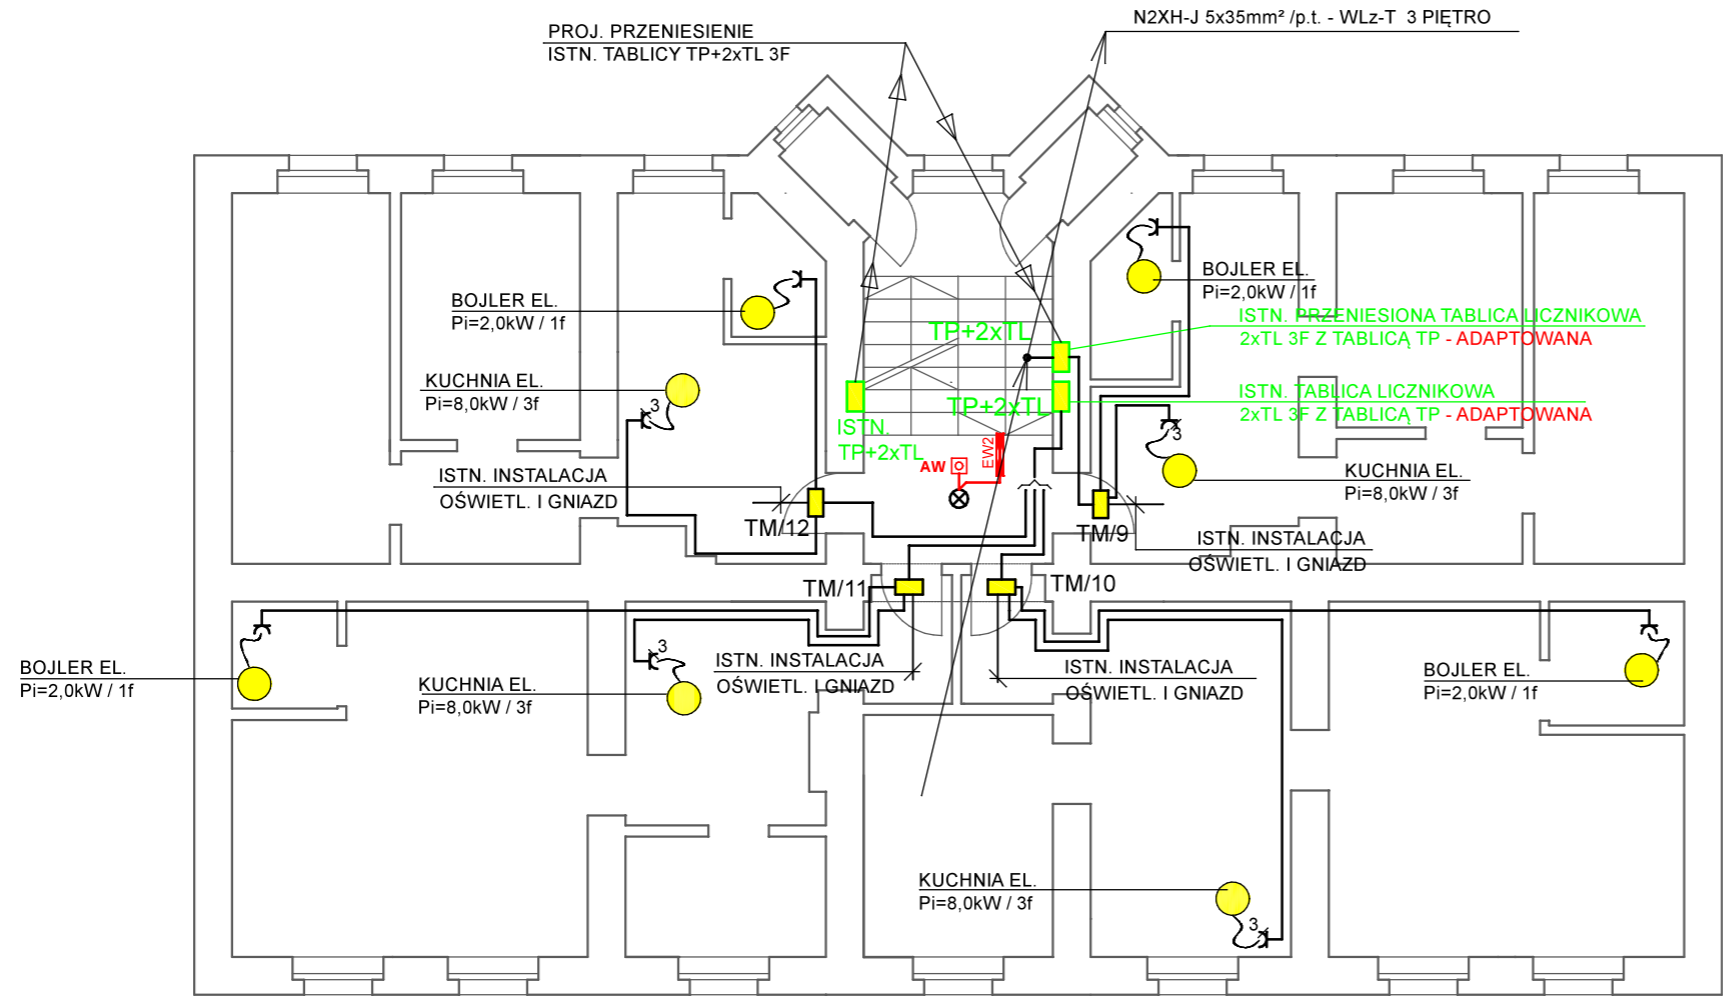 N2XH-J 5x35mm² /p.t. - WLz-T 3 PIĘTRO
PROJ. PRZENIESIENIE
ISTN. TABLICY TP+2xTL 3F
BOJLER EL.
Pi=2,0kW / 1f
BOJLER EL.
Pi=2,0kW / 1f
ISTN. PRZENIESIONA TABLICA LICZNIKOWA
2xTL 3F Z TABLICĄ TP - ADAPTOWANA
TP+2xTL
KUCHNIA EL.
Pi=8,0kW / 3f
3
TP+2xTL
ISTN. TABLICA LICZNIKOWA
2xTL 3F Z TABLICĄ TP - ADAPTOWANA
ISTN.
TP+2xTL
3
AW
EW2
KUCHNIA EL.
Pi=8,0kW / 3f
ISTN. INSTALACJA
OŚWIETL. I GNIAZD
TM/12
TM/9
ISTN. INSTALACJA
OŚWIETL. I GNIAZD
TM/11
TM/10
BOJLER EL.
Pi=2,0kW / 1f
3
KUCHNIA EL.
Pi=8,0kW / 3f
ISTN. INSTALACJA
OŚWIETL. I GNIAZD
ISTN. INSTALACJA
OŚWIETL. I GNIAZD
BOJLER EL.
Pi=2,0kW / 1f
KUCHNIA EL.
Pi=8,0kW / 3f
3